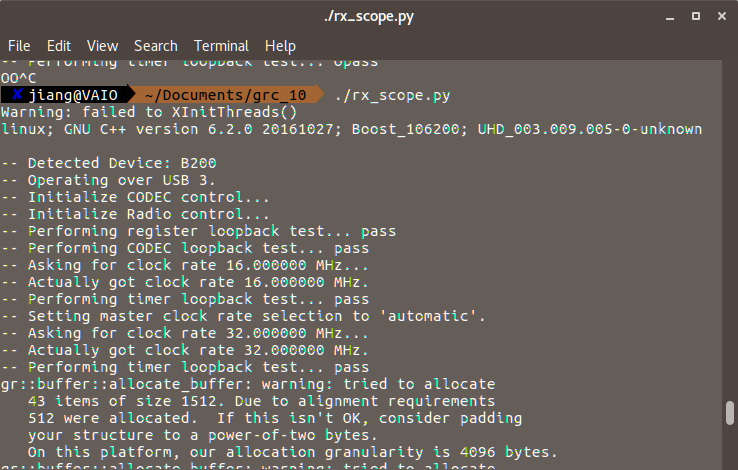 ./rx_scope.py
File Edit View Search Terminal Help
-- Performing timer loopback test... Opass
OO^C
✘ jiang@VAIO ~/Documents/grc_10 ./rx_scope.py
Warning: failed to XInitThreads()
linux; GNU C++ version 6.2.0 20161027; Boost_106200; UHD_003.009.005-0-unknown

-- Detected Device: B200
-- Operating over USB 3.
-- Initialize CODEC control...
-- Initialize Radio control...
-- Performing register loopback test... pass
-- Performing CODEC loopback test... pass
-- Asking for clock rate 16.000000 MHz...
-- Actually got clock rate 16.000000 MHz.
-- Performing timer loopback test... pass
-- Setting master clock rate selection to 'automatic'.
-- Asking for clock rate 32.000000 MHz...
-- Actually got clock rate 32.000000 MHz.
-- Performing timer loopback test... pass
gr::buffer::allocate_buffer: warning: tried to allocate
43 items of size 1512. Due to alignment requirements
512 were allocated. If this isn't OK, consider padding
your structure to a power-of-two bytes.
On this platform, our allocation granularity is 4096 bytes.
gr::buffer::allocate_buffer: warning: tried to allocate